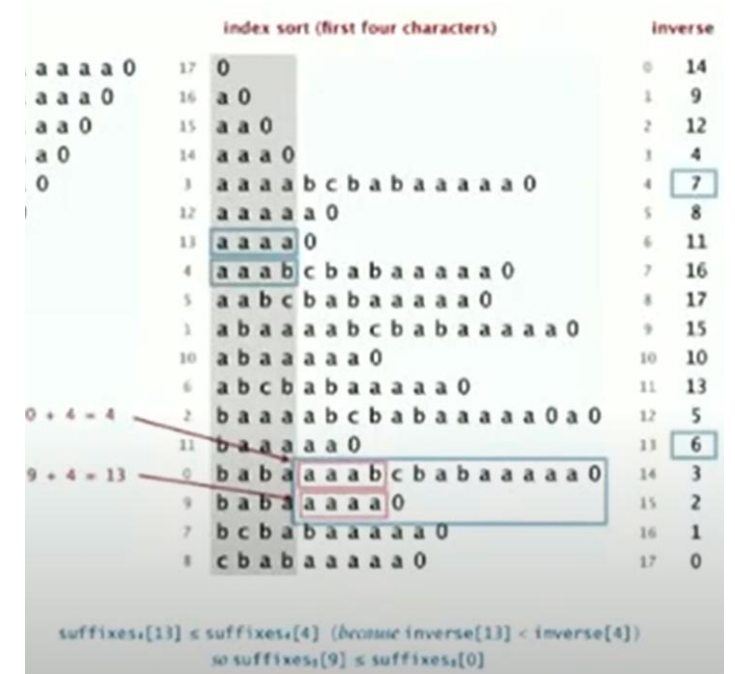 index sort (first four characters) inverse
a a a a 0 17 0 0 14
a a a 0 16 a 0 1 9
a a 0 15 a a 0 2 12
a 0 14 a a a 0 3 4
0 3 a a a a b c b a b a a a a a 0 4 7
12 a a a a a 0 5 8
13 a a a a 0 6 11
4 a a a b c b a b a a a a a 0 7 16
5 a a b c b a b a a a a a 0 8 17
1 a b a a a a b c b a b a a a a a 0 9 15
10 a b a a a a a 0 10 10
6 a b c b a b a a a a a 0 11 13
0 + 4 = 4 2 b a a a a b c b a b a a a a a 0 a 0 12 5
11 b a a a a a 0 13 6
9 + 4 = 13 0 b a b a a a a b c b a b a a a a a 0 14 3
9 b a b a a a a a 0 15 2
7 b c b a b a a a a a 0 16 1
8 c b a b a a a a a 0 17 0
suffixes₄[13] ≤ suffixes₄[4] (because inverse[13] < inverse[4])
so suffixes₈[9] ≤ suffixes₈[0]